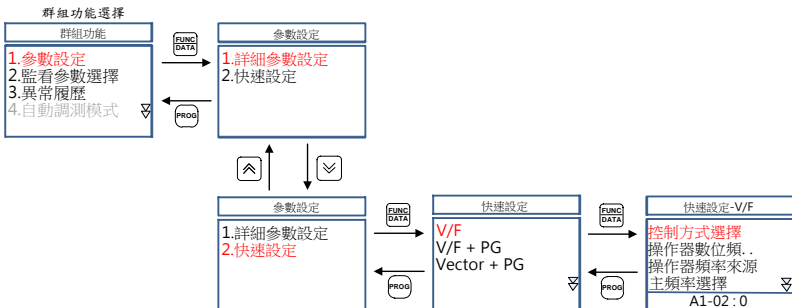 群組功能選擇
群組功能
1.參數設定
2.監看參數選擇
3.異常履歷
4.自動調測模式
FUNC
DATA
PROG
參數設定
1.詳細參數設定
2.快速設定
參數設定
1.詳細參數設定
2.快速設定
FUNC
DATA
PROG
快速設定
V/F
V/F + PG
Vector + PG
FUNC
DATA
PROG
快速設定-V/F
控制方式選擇
操作器數位頻..
操作器頻率來源
主頻率選擇
A1-02 : 0